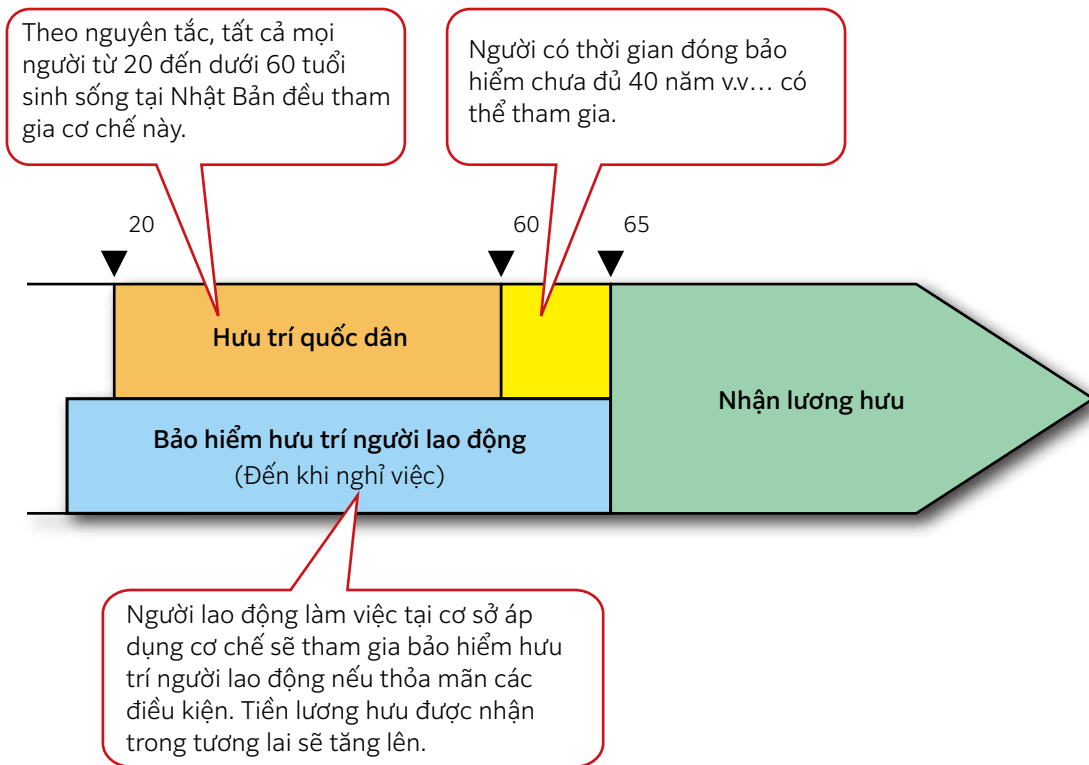 Theo nguyên tắc, tất cả mọi
người từ 20 đến dưới 60 tuổi
sinh sống tại Nhật Bản đều tham
gia cơ chế này.
Người có thời gian đóng bảo
hiểm chưa đủ 40 năm v.v... có
thể tham gia.
20
60
65
Hưu trí quốc dân
Nhận lương hưu
Bảo hiểm hưu trí người lao động
(Đến khi nghỉ việc)
Người lao động làm việc tại cơ sở áp
dụng cơ chế sẽ tham gia bảo hiểm hưu
trí người lao động nếu thỏa mãn các
điều kiện. Tiền lương hưu được nhận
trong tương lai sẽ tăng lên.